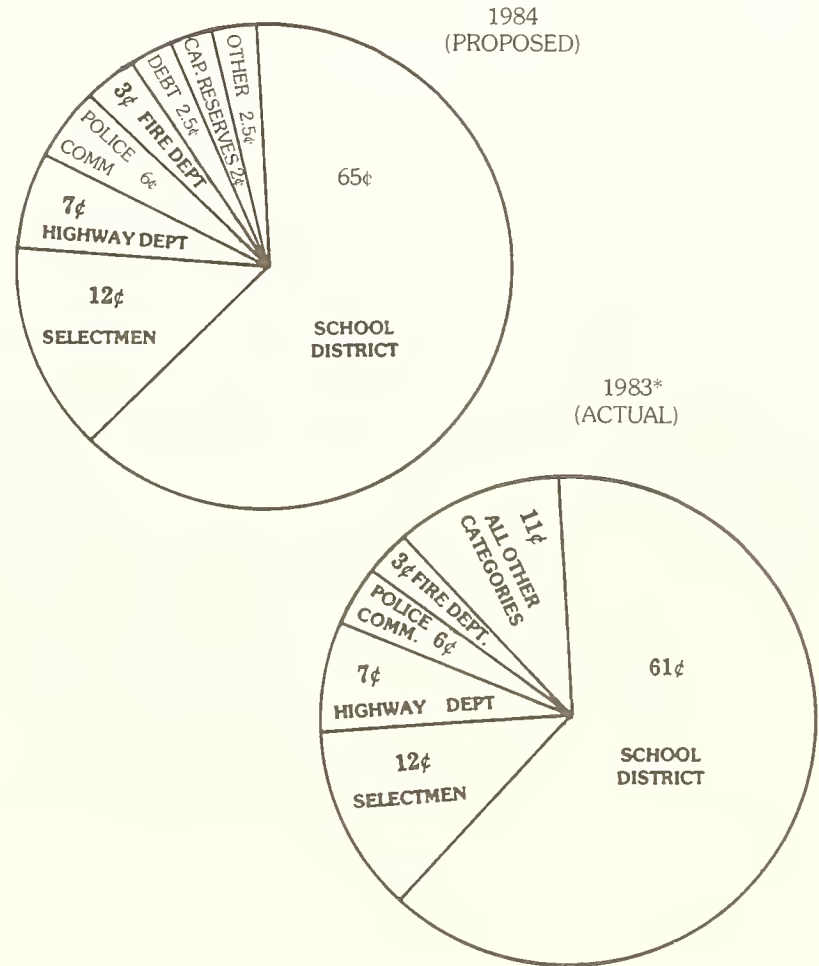 1984
(PROPOSED)
OTHER 2.5¢
CAP. RESERVES 2¢
DEBT 2.5¢
3¢ FIRE DEPT
POLICE 6¢
COMM
7¢
HIGHWAY DEPT
12¢
SELECTMEN
65¢
SCHOOL
DISTRICT
1983*
(ACTUAL)
11¢
ALL OTHER
CATEGORIES
3¢ FIRE DEPT.
POLICE 6¢
COMM.
7¢
HIGHWAY DEPT
12¢
SELECTMEN
61¢
SCHOOL
DISTRICT